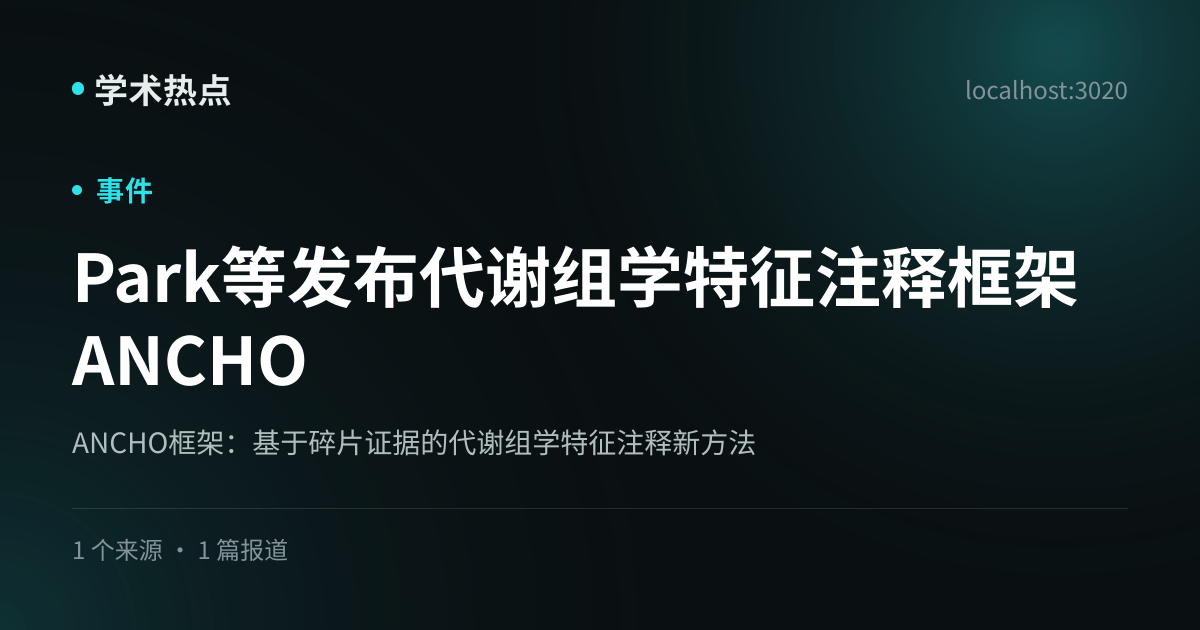 学术热点
localhost:3020
事件
Park等发布代谢组学特征注释框架
ANCHO
ANCHO框架：基于碎片证据的代谢组学特征注释新方法
1 个来源 · 1 篇报道